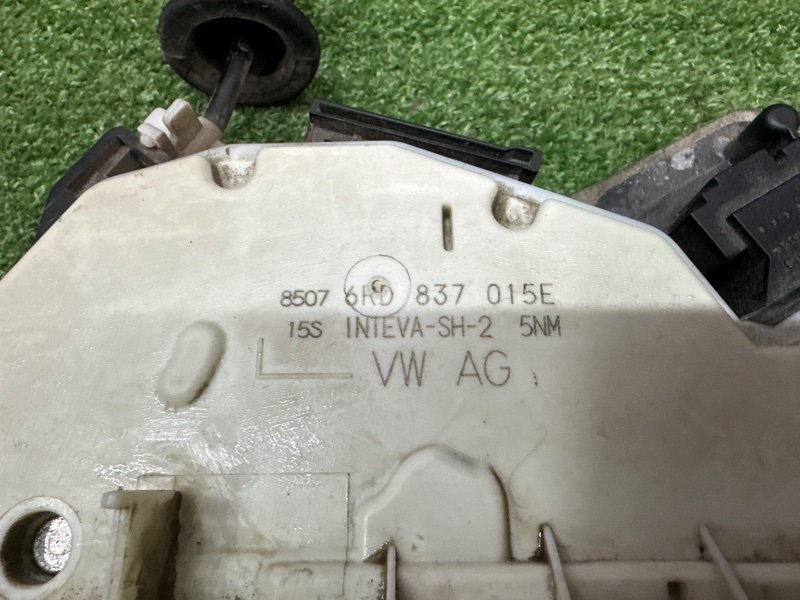 8507 6RD 837 015E
15S INTEVA-SH-2 5NM
VW AG